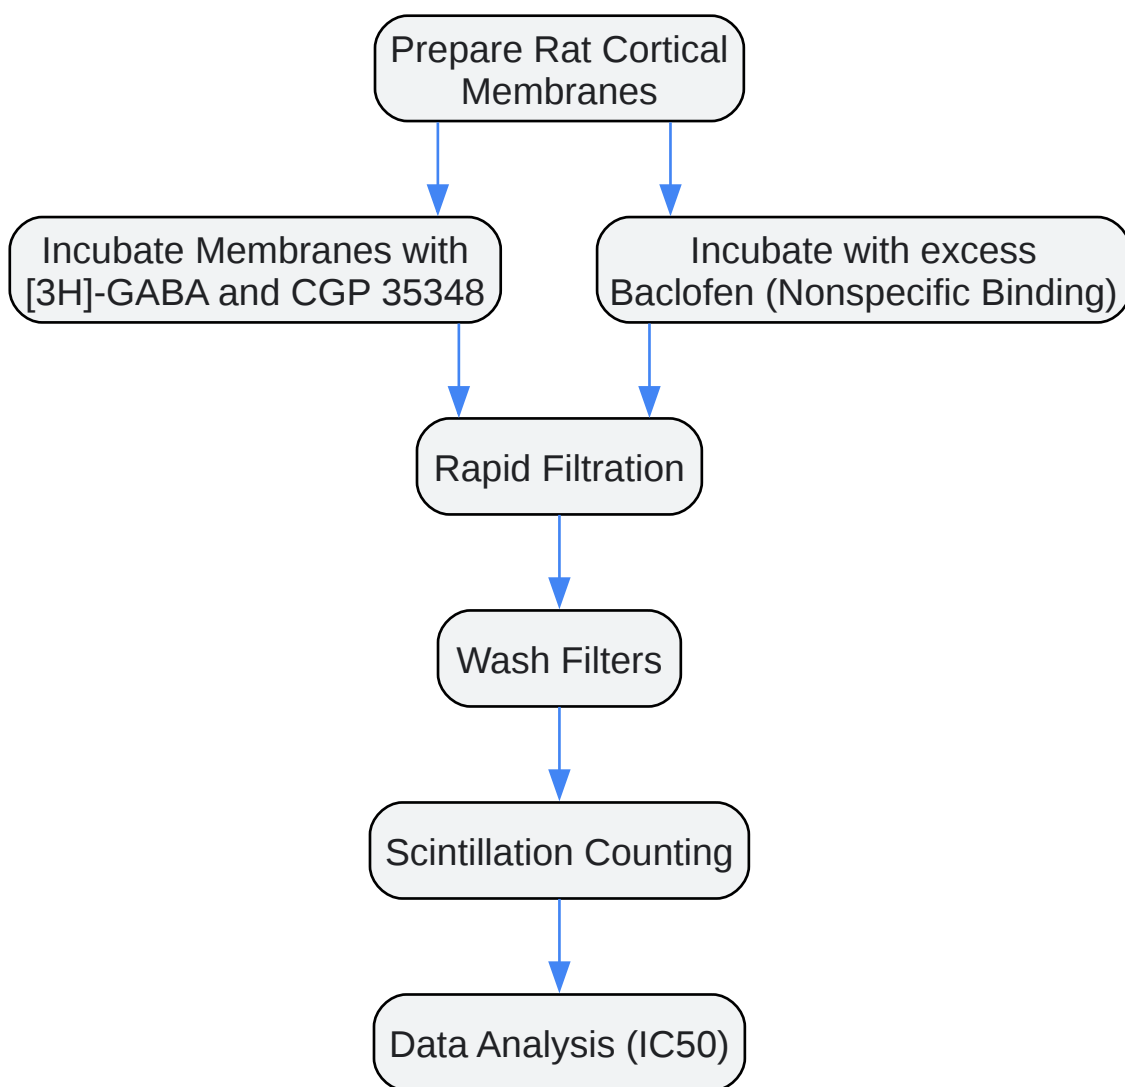 Prepare Rat Cortical
Membranes
Incubate Membranes with
[3H]-GABA and CGP 35348
Incubate with excess
Baclofen (Nonspecific Binding)
Rapid Filtration
Wash Filters
Scintillation Counting
Data Analysis (IC50)